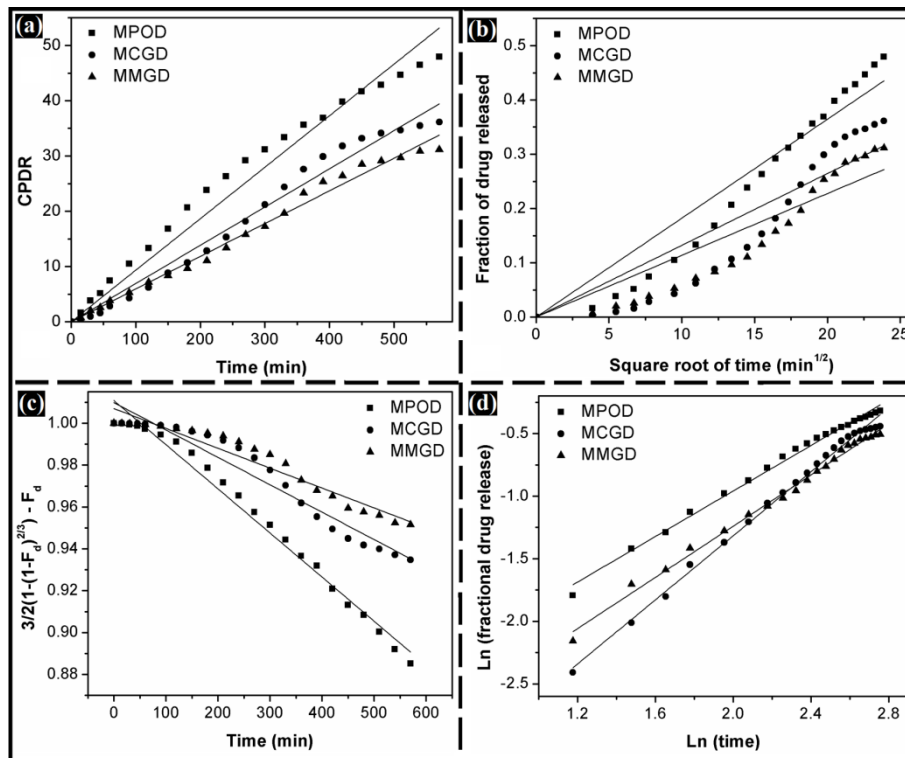 (a)
MPOD
MCGD
MMGD
50
40
30
20
10
0
CPDR
0 100 200 300 400 500 600
Time (min)
(b)
MPOD
MCGD
MMGD
0.5
0.4
0.3
0.2
0.1
0.0
Fraction of drug released
0 5 10 15 20 25
Square root of time (min1/2)
(c)
MPOD
MCGD
MMGD
1.00
0.98
0.96
0.94
0.92
0.90
0.88
3/2(1-(1-Fd)2/3) - Fd
0 100 200 300 400 500 600
Time (min)
(d)
MPOD
MCGD
MMGD
-0.5
-1.0
-1.5
-2.0
-2.5
Ln (fractional drug release)
1.2 1.6 2.0 2.4 2.8
Ln (time)